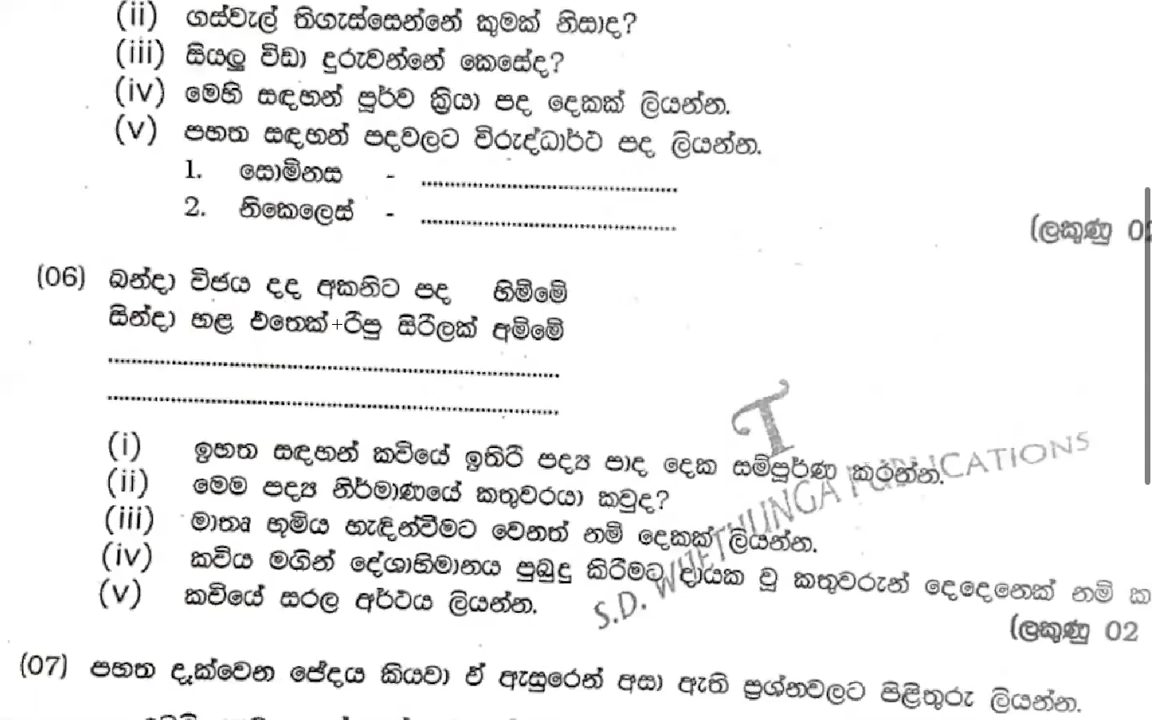 (ii) ගස්වැල් තිගැස්සෙන්නේ කුමක් නිසාද?
(iii) සියලු විඩා දුරුවන්නේ කෙසේද?
(iv) මෙහි සඳහන් පූර්ව ක්‍රියා පද දෙකක් ලියන්න.
(v) පහත සඳහන් පදවලට විරුද්ධාර්ථ පද ලියන්න.
1. සොම්නස - ........................
2. නිකෙලෙස් - ........................
(ලකුණු
(06) බන්දා විජය දද අකනිට පද හිමිමේ
සින්දා හළ එතෙක්+රිපු සිරිලක් අම්මේ
........................
........................
(i) ඉහත සඳහන් කවියේ ඉතිරි පද්‍ය පාද දෙක සම්පූර්ණ කරන්න.
(ii) මෙම පද්‍ය නිර්මාණයේ කතුවරයා කවුද?
(iii) මාතෘ භූමිය හැඳින්වීමට වෙනත් නම් දෙකක් ලියන්න.
(iv) කවිය මගින් දේශාභිමානය පුබුදු කිරීමට දායක වූ කතුවරුන් දෙදෙනෙක් නම් ක
(v) කවියේ සරල අර්ථය ලියන්න.
T
S.D. WIJETHUNGA PUBLICATIONS
(ලකුණු 02
(07) පහත දැක්වෙන ඡේදය කියවා ඒ ඇසුරෙන් අසා ඇති ප්‍රශ්නවලට පිළිතුරු ලියන්න.